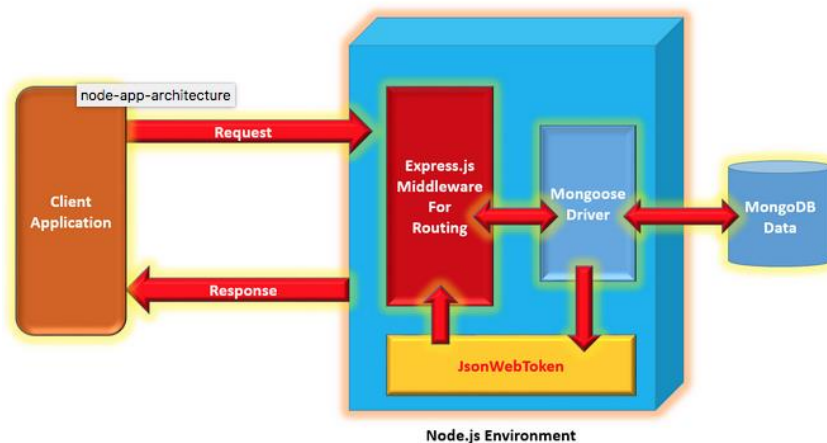 node-app-architecture
Request
Client
Application
Response
Express.js
Middleware
For
Routing
Mongoose
Driver
MongoDB
Data
JsonWebToken
Node.js Environment